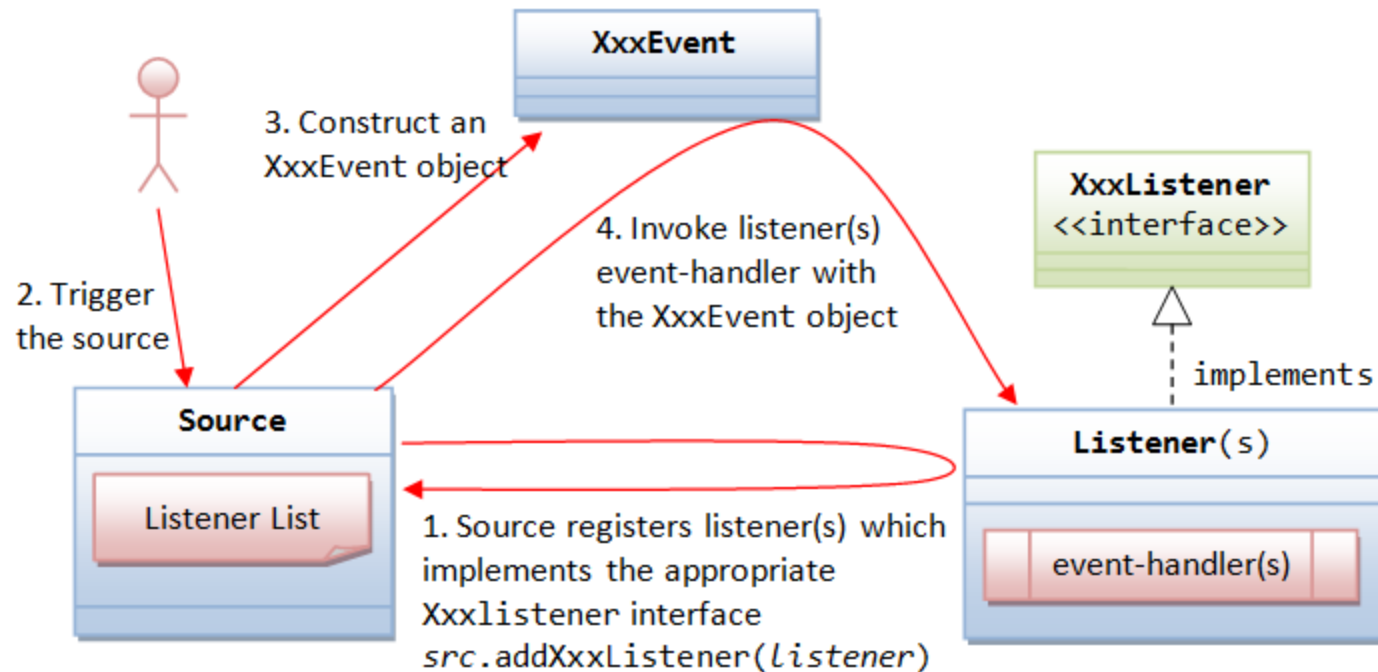 XxxEvent
3. Construct an
XxxEvent object
XxxListener
<<interface>>
4. Invoke listener(s)
event-handler with
the XxxEvent object
2. Trigger
the source
implements
Source
Listener(s)
Listener List
event-handler(s)
1. Source registers listener(s) which
implements the appropriate
Xxxlistener interface
src.addXxxListener(listener)